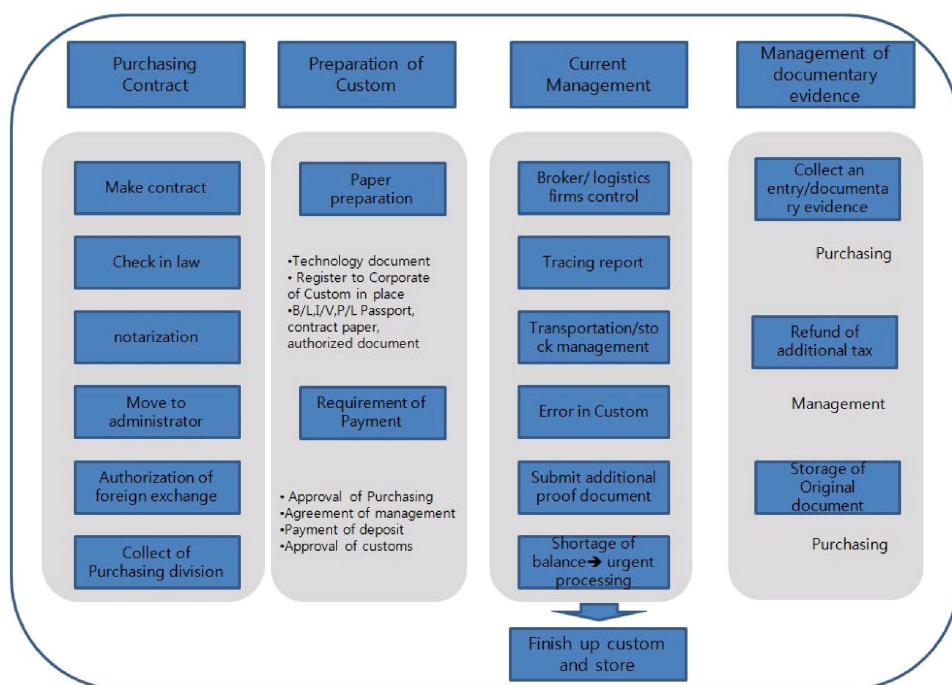 Purchasing
Contract
Make contract
Check in law
notarization
Move to
administrator
Authorization of
foreign exchange
Collect of
Purchasing division
Preparation of
Custom
Paper
preparation
•Technology document
• Register to Corporate
of Custom in place
•B/L,I/V,P/L Passport,
contract paper,
authorized document
Requirement of
Payment
• Approval of Purchasing
•Agreement of management
•Payment of deposit
•Approval of customs
Current
Management
Broker/ logistics
firms control
Tracing report
Transportation/sto
ck management
Error in Custom
Submit additional
proof document
Shortage of
balance➔ urgent
processing
Finish up custom
and store
Management of
documentary
evidence
Collect an
entry/documenta
ry evidence
Purchasing
Refund of
additional tax
Management
Storage of
Original
document
Purchasing